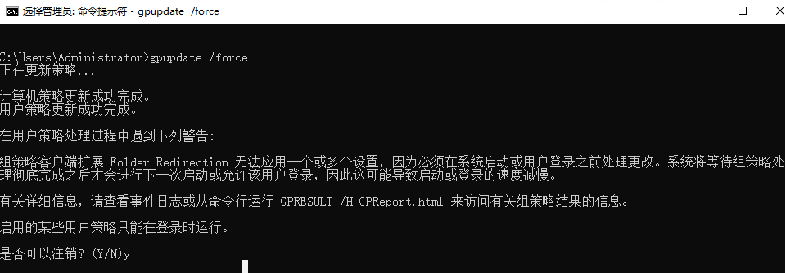 选择管理员: 命令提示符 - gpupdate /force
C:\Users\Administrator>gpupdate /force
正在更新策略...
计算机策略更新成功完成。
用户策略更新成功完成。
在用户策略处理过程中遇到下列警告:
组策略客户端扩展 Folder Redirection 无法应用一个或多个设置，因为必须在系统启动或用户登录之前处理更改。系统将等待组策略处
理彻底完成之后才会进行下一次启动或允许该用户登录，因此这可能导致启动或登录的速度减慢。
有关详细信息，请查看事件日志或从命令行运行 GPRESULT /H GPReport.html 来访问有关组策略结果的信息。
启用的某些用户策略只能在登录时运行。
是否可以注销? (Y/N)y